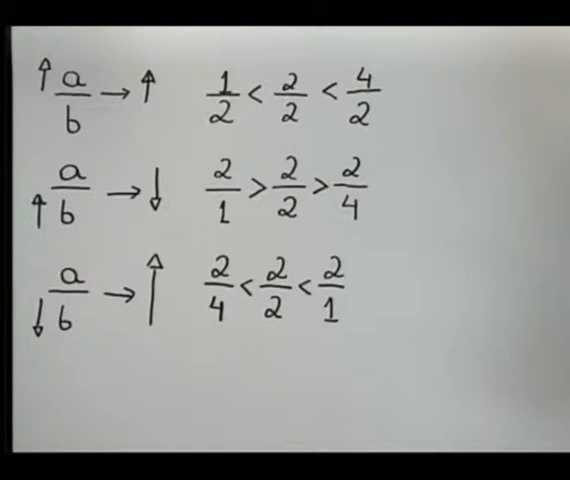 ↑ a/b → ↑ 1/2 < 2/2 < 4/2
↑ a/b → ↓ 2/1 > 2/2 > 2/4
↓ a/b → ↑ 2/4 < 2/2 < 2/1